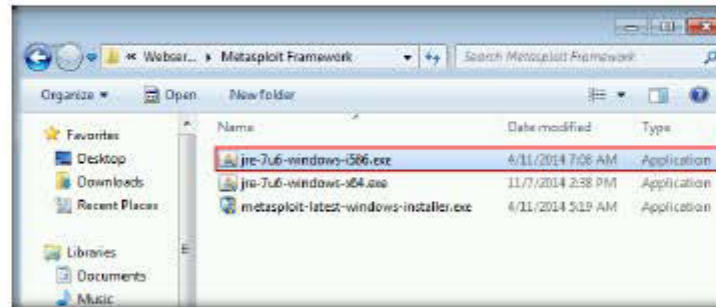 « Webser... ▸ Metasploit Framework
Search Metasploit Framework
Organize ▾ Open New folder
Name Date modified Type
jre-7u6-windows-i586.exe 4/11/2014 7:08 AM Application
jre-7u6-windows-x64.exe 11/7/2014 2:38 PM Application
metasploit-latest-windows-installer.exe 4/11/2014 5:19 AM Application
Favorites
Desktop
Downloads
Recent Places
Libraries
Documents
Music